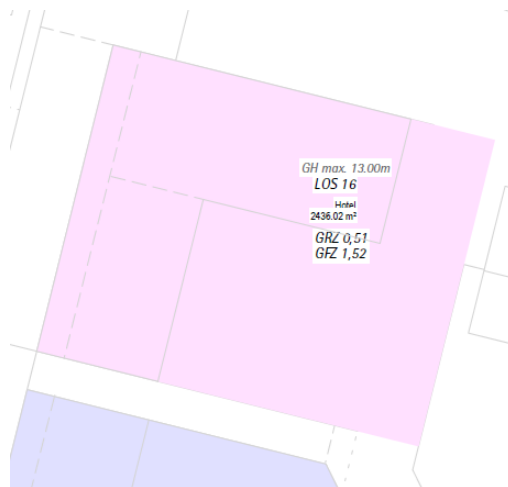 GH max. 13.00m
LOS 16
Hotel
2436.02 m²
GRZ 0,51
GFZ 1,52